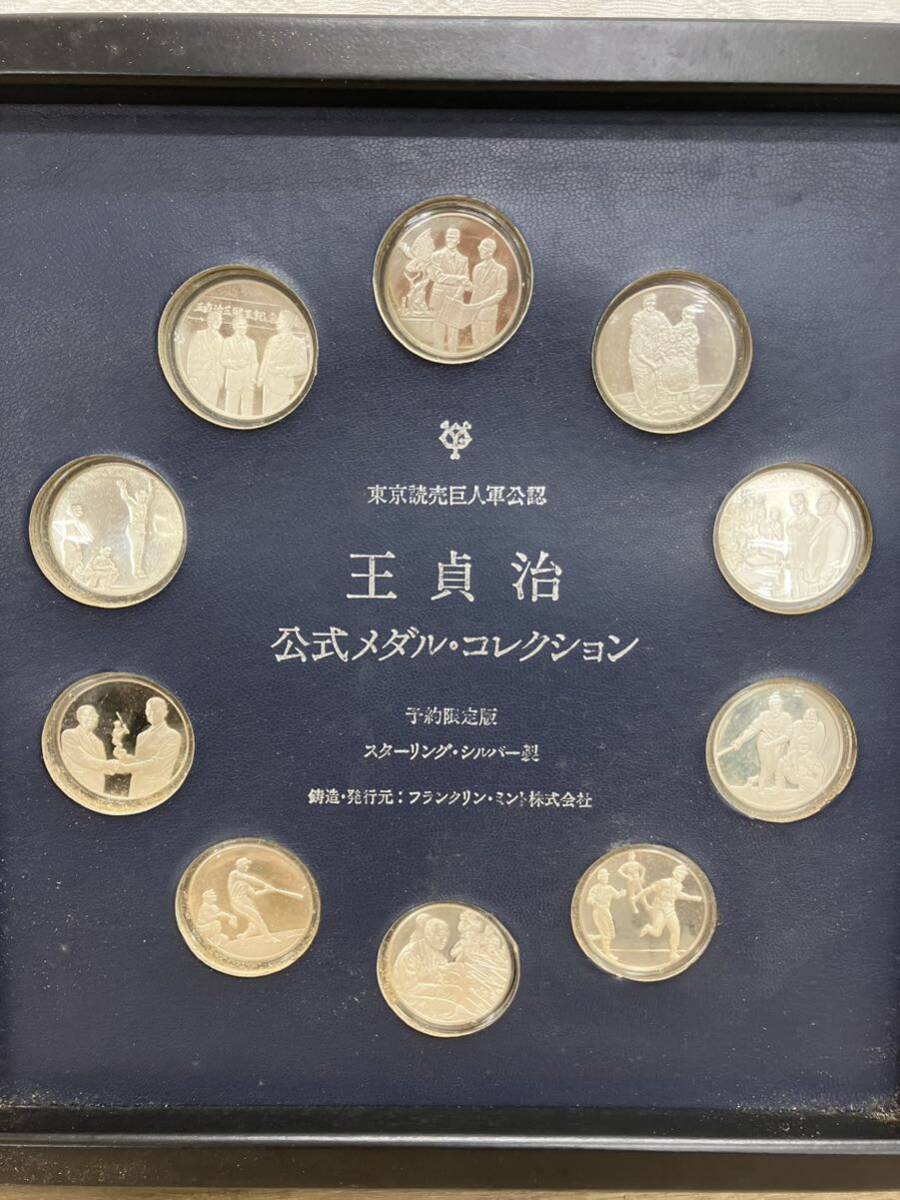 東京読売巨人軍公認
王貞治
公式メダル・コレクション
予約限定版
スターリング・シルバー製
鋳造・発行元：フランクリン・ミント株式会社